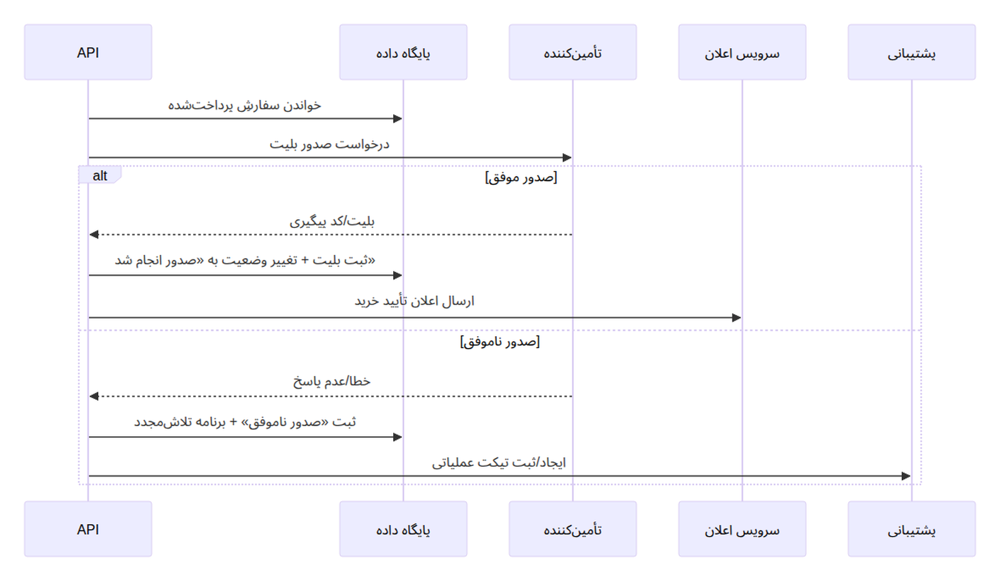 API
پایگاه داده
تأمین‌کننده
سرویس اعلان
پشتیبانی
خواندن سفارشِ پرداخت‌شده
درخواست صدور بلیت
alt
[صدور موفق]
بلیت/کد پیگیری
ثبت بلیت + تغییر وضعیت به «صدور انجام شد»
ارسال اعلان تأیید خرید
[صدور ناموفق]
خطا/عدم پاسخ
ثبت «صدور ناموفق» + برنامه تلاش‌مجدد
ایجاد/ثبت تیکت عملیاتی
API
پایگاه داده
تأمین‌کننده
سرویس اعلان
پشتیبانی